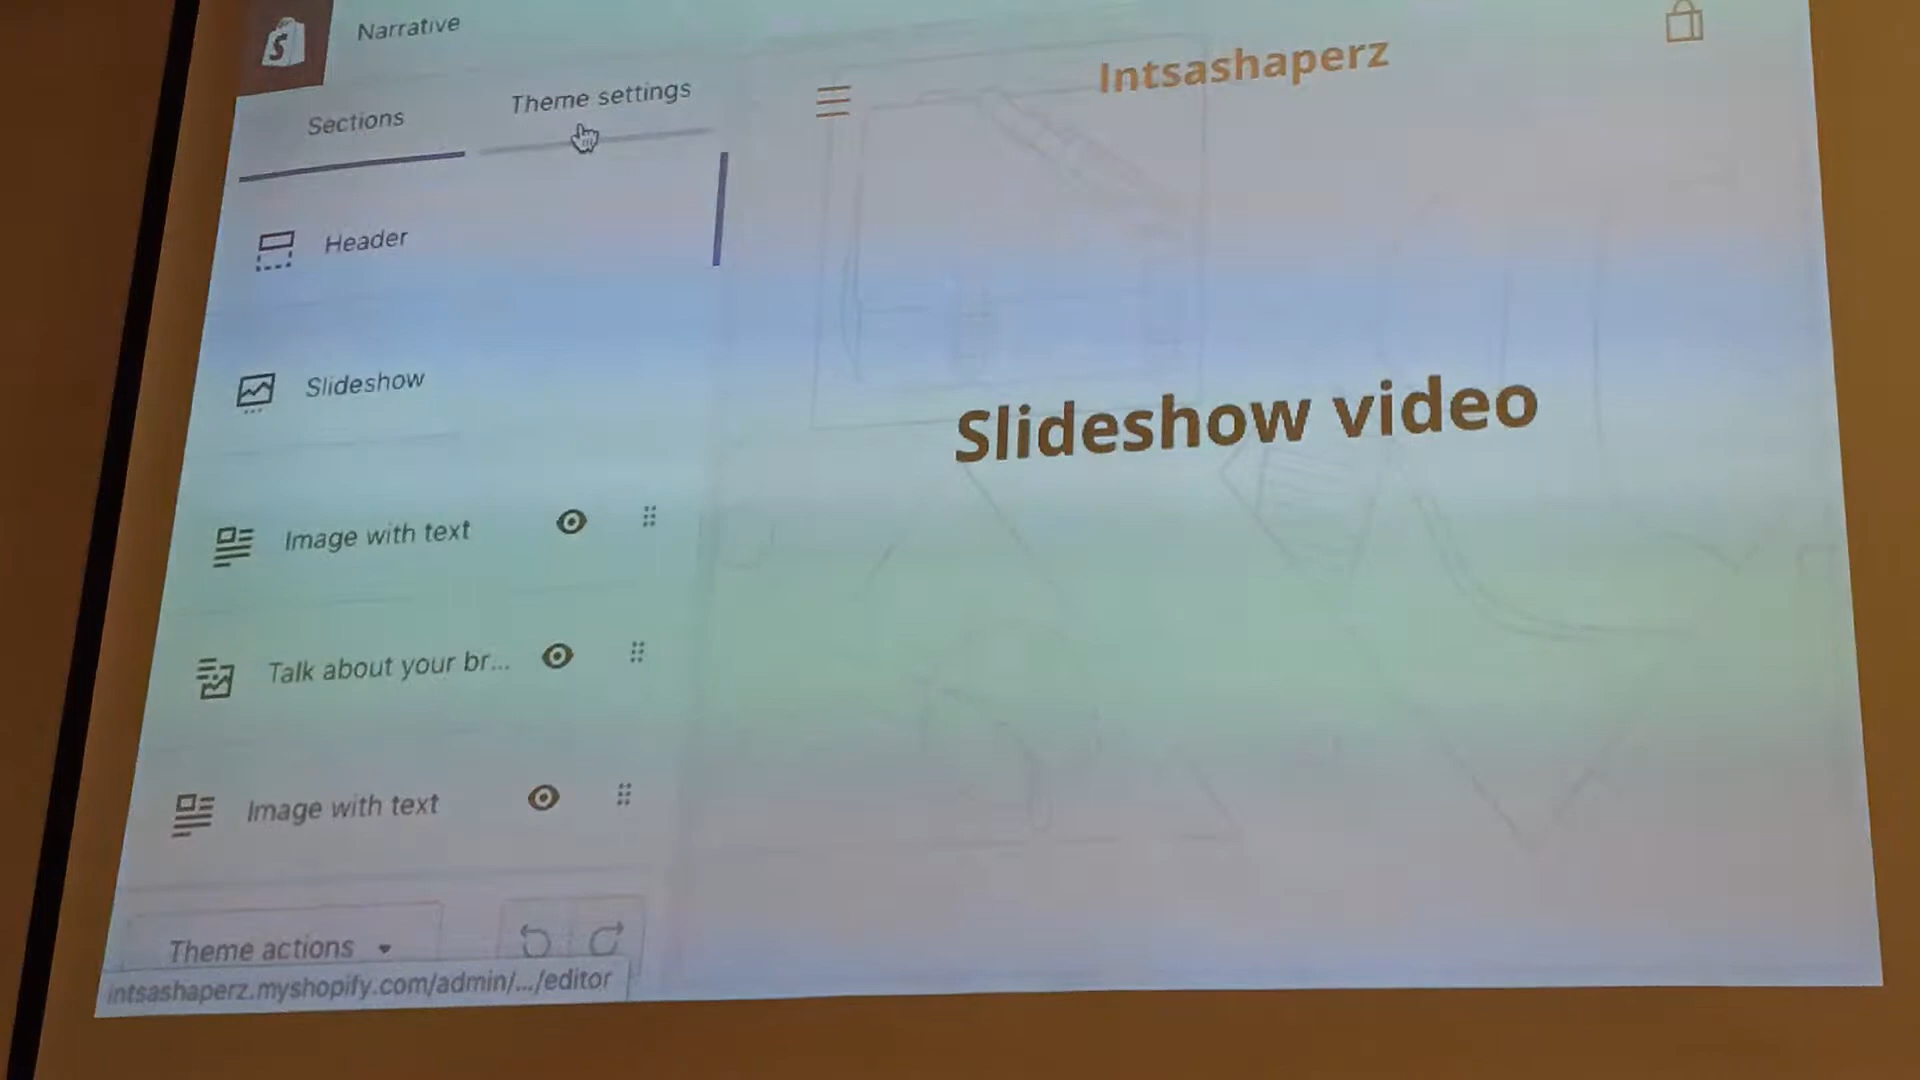 Narrative
Sections
Theme settings
Header
Slideshow
Image with text
Talk about your br...
Image with text
Theme actions
intsashaperz.myshopify.com/admin/.../editor
Intsashaperz
Slideshow video